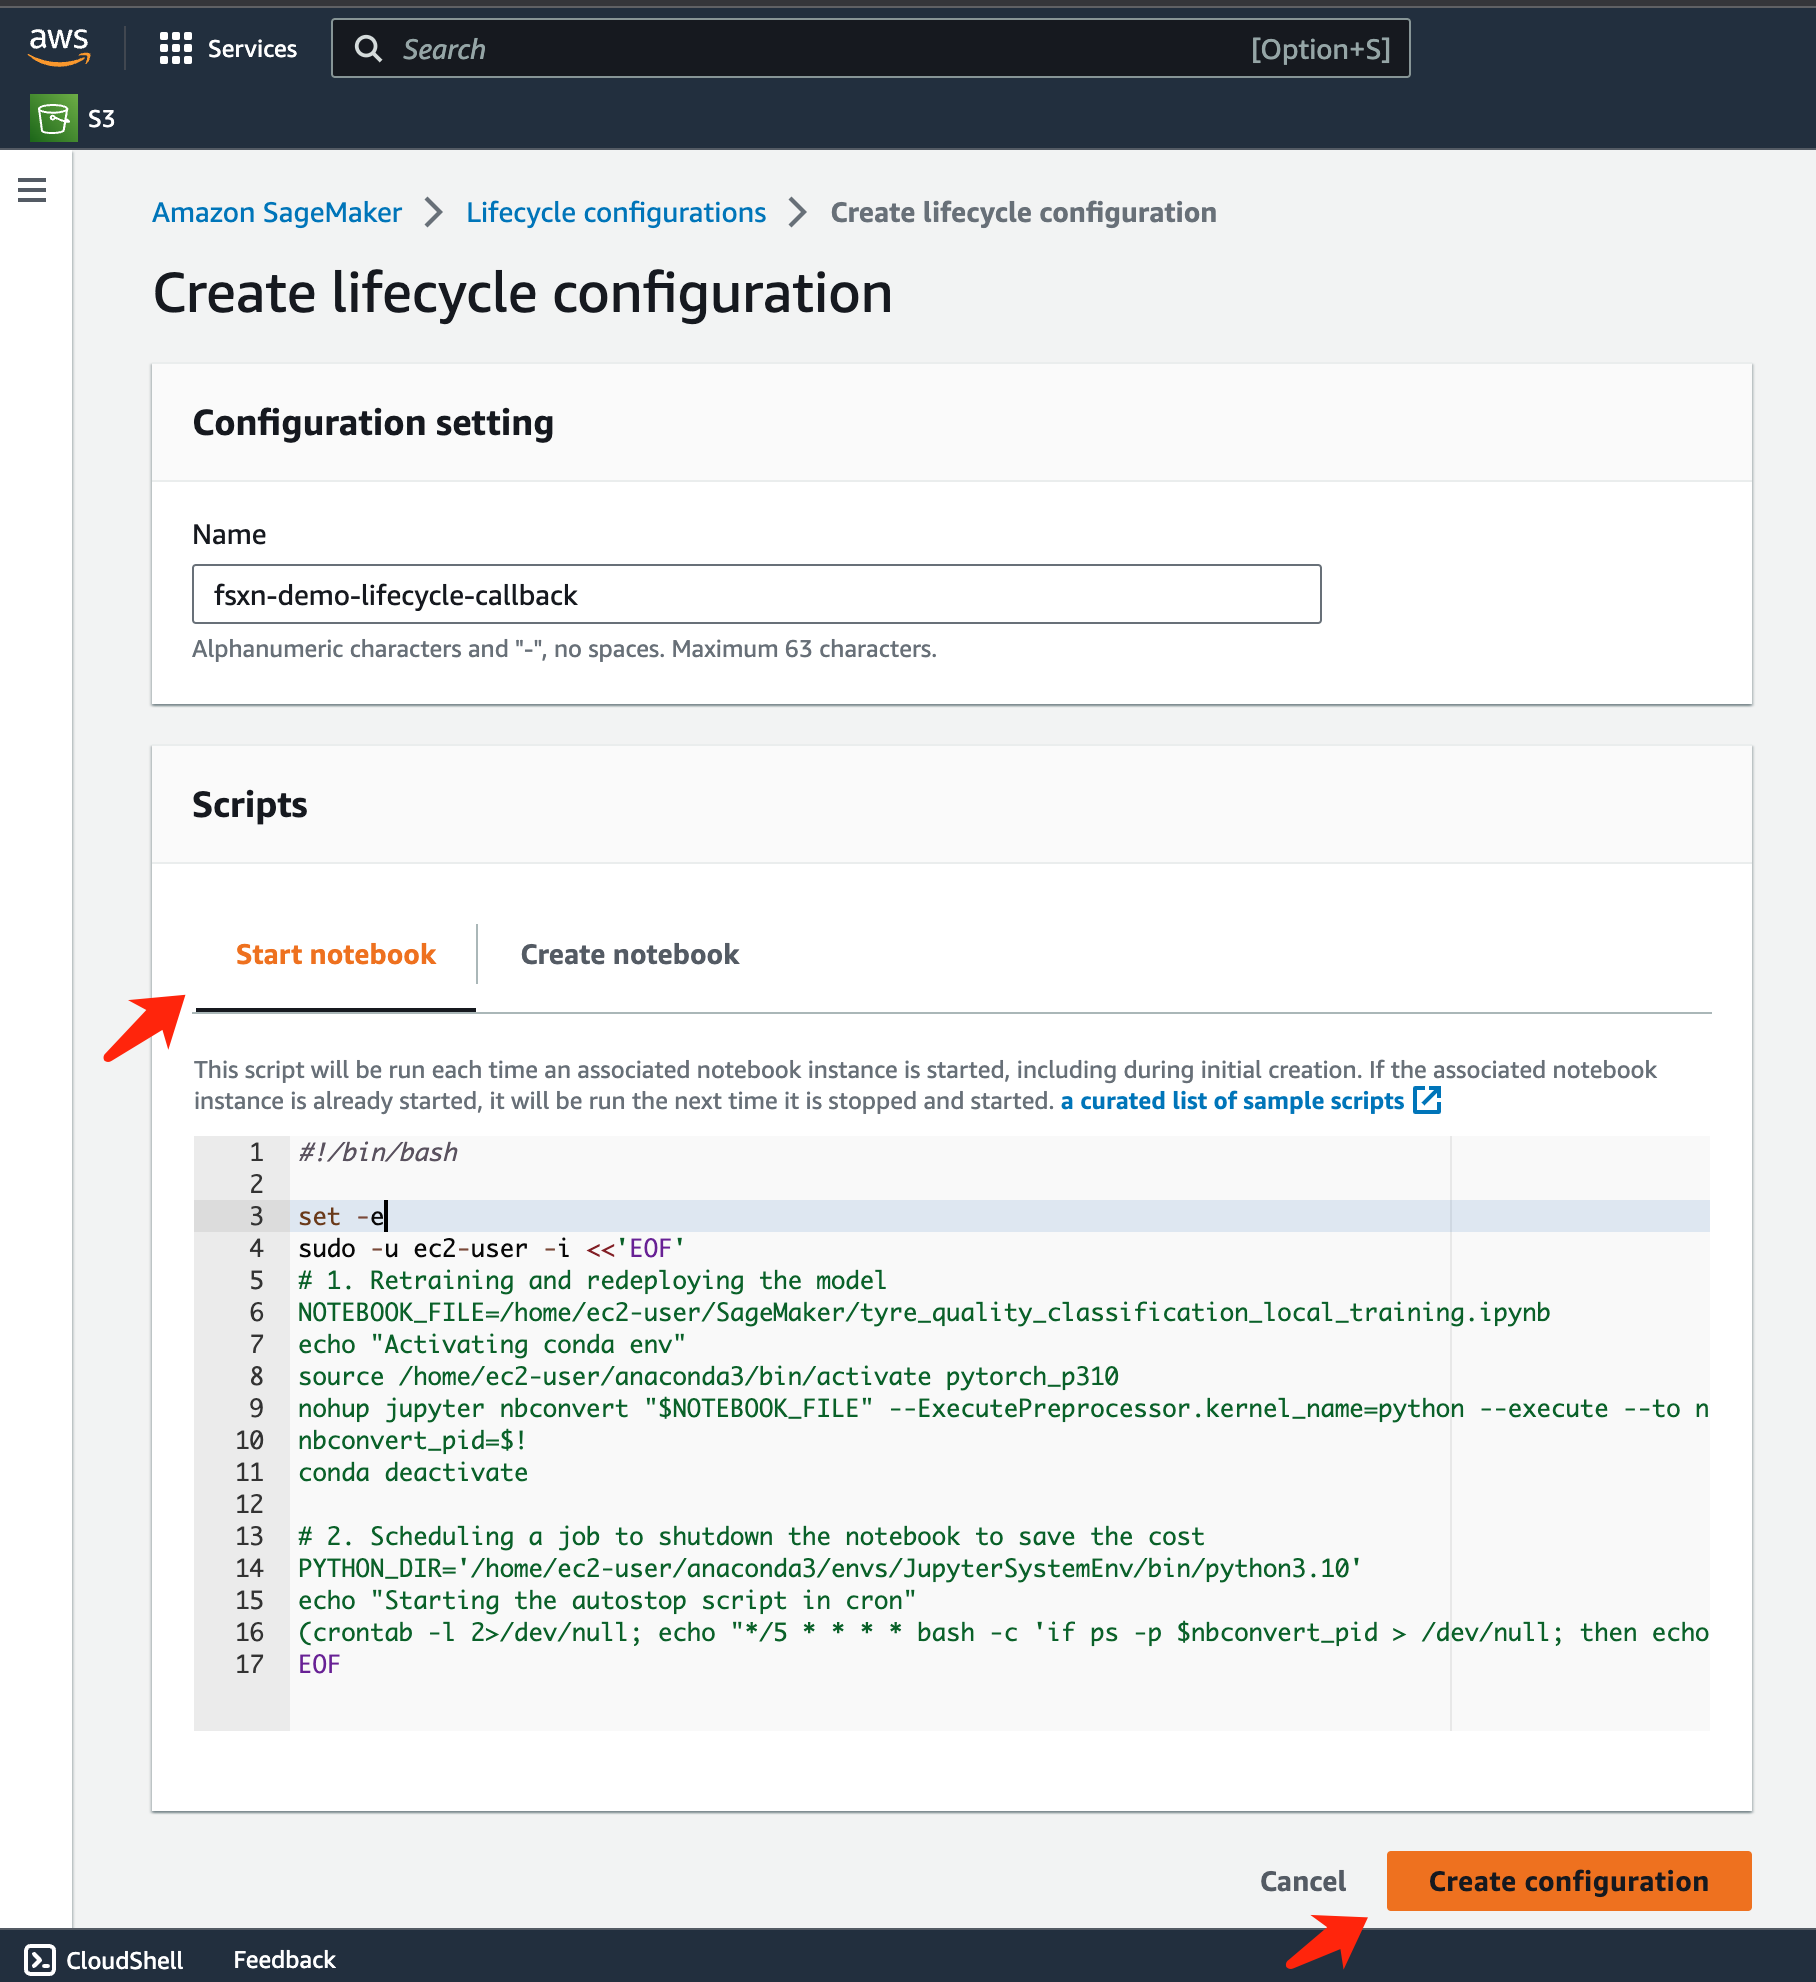 aws
Services
Search
[Option+S]
S3
Amazon SageMaker > Lifecycle configurations > Create lifecycle configuration
Create lifecycle configuration
Configuration setting
Name
fsxn-demo-lifecycle-callback
Alphanumeric characters and "-", no spaces. Maximum 63 characters.
Scripts
Start notebook
Create notebook
This script will be run each time an associated notebook instance is started, including during initial creation. If the associated notebook
instance is already started, it will be run the next time it is stopped and started. a curated list of sample scripts
1 #!/bin/bash
2
3 set -e
4 sudo -u ec2-user -i <<'EOF'
5 # 1. Retraining and redeploying the model
6 NOTEBOOK_FILE=/home/ec2-user/SageMaker/tyre_quality_classification_local_training.ipynb
7 echo "Activating conda env"
8 source /home/ec2-user/anaconda3/bin/activate pytorch_p310
9 nohup jupyter nbconvert "$NOTEBOOK_FILE" --ExecutePreprocessor.kernel_name=python --execute --to n
10 nbconvert_pid=$!
11 conda deactivate
12
13 # 2. Scheduling a job to shutdown the notebook to save the cost
14 PYTHON_DIR='/home/ec2-user/anaconda3/envs/JupyterSystemEnv/bin/python3.10'
15 echo "Starting the autostop script in cron"
16 (crontab -l 2>/dev/null; echo "*/5 * * * * bash -c 'if ps -p $nbconvert_pid > /dev/null; then echo
17 EOF
Cancel
Create configuration
CloudShell
Feedback